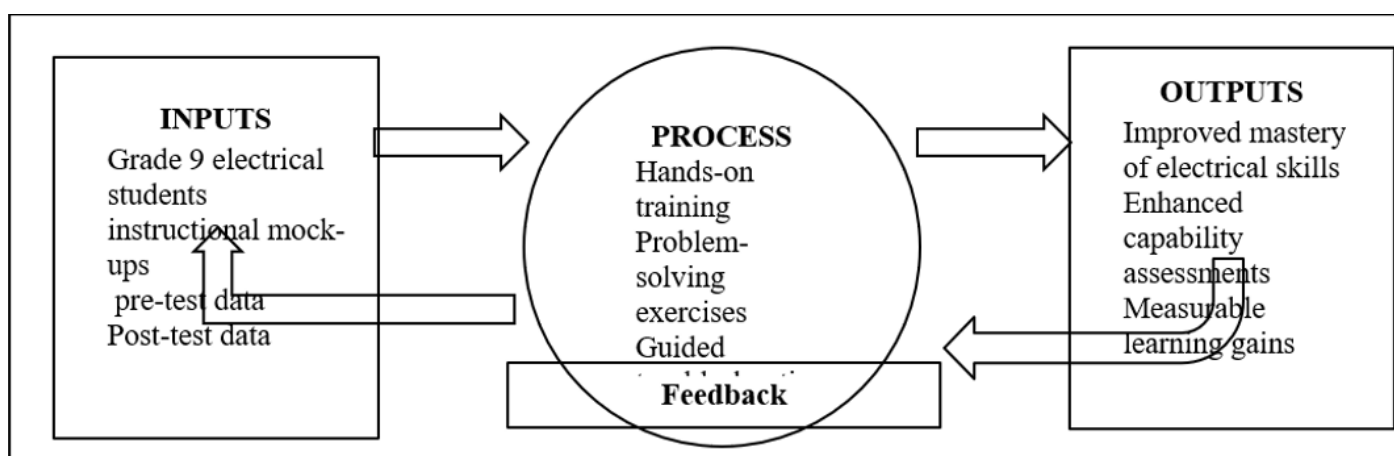 INPUTS
Grade 9 electrical
students
instructional mock-
ups
pre-test data
Post-test data
PROCESS
Hands-on
training
Problem-
solving
exercises
Guided
Feedback
OUTPUTS
Improved mastery
of electrical skills
Enhanced
capability
assessments
Measurable
learning gains